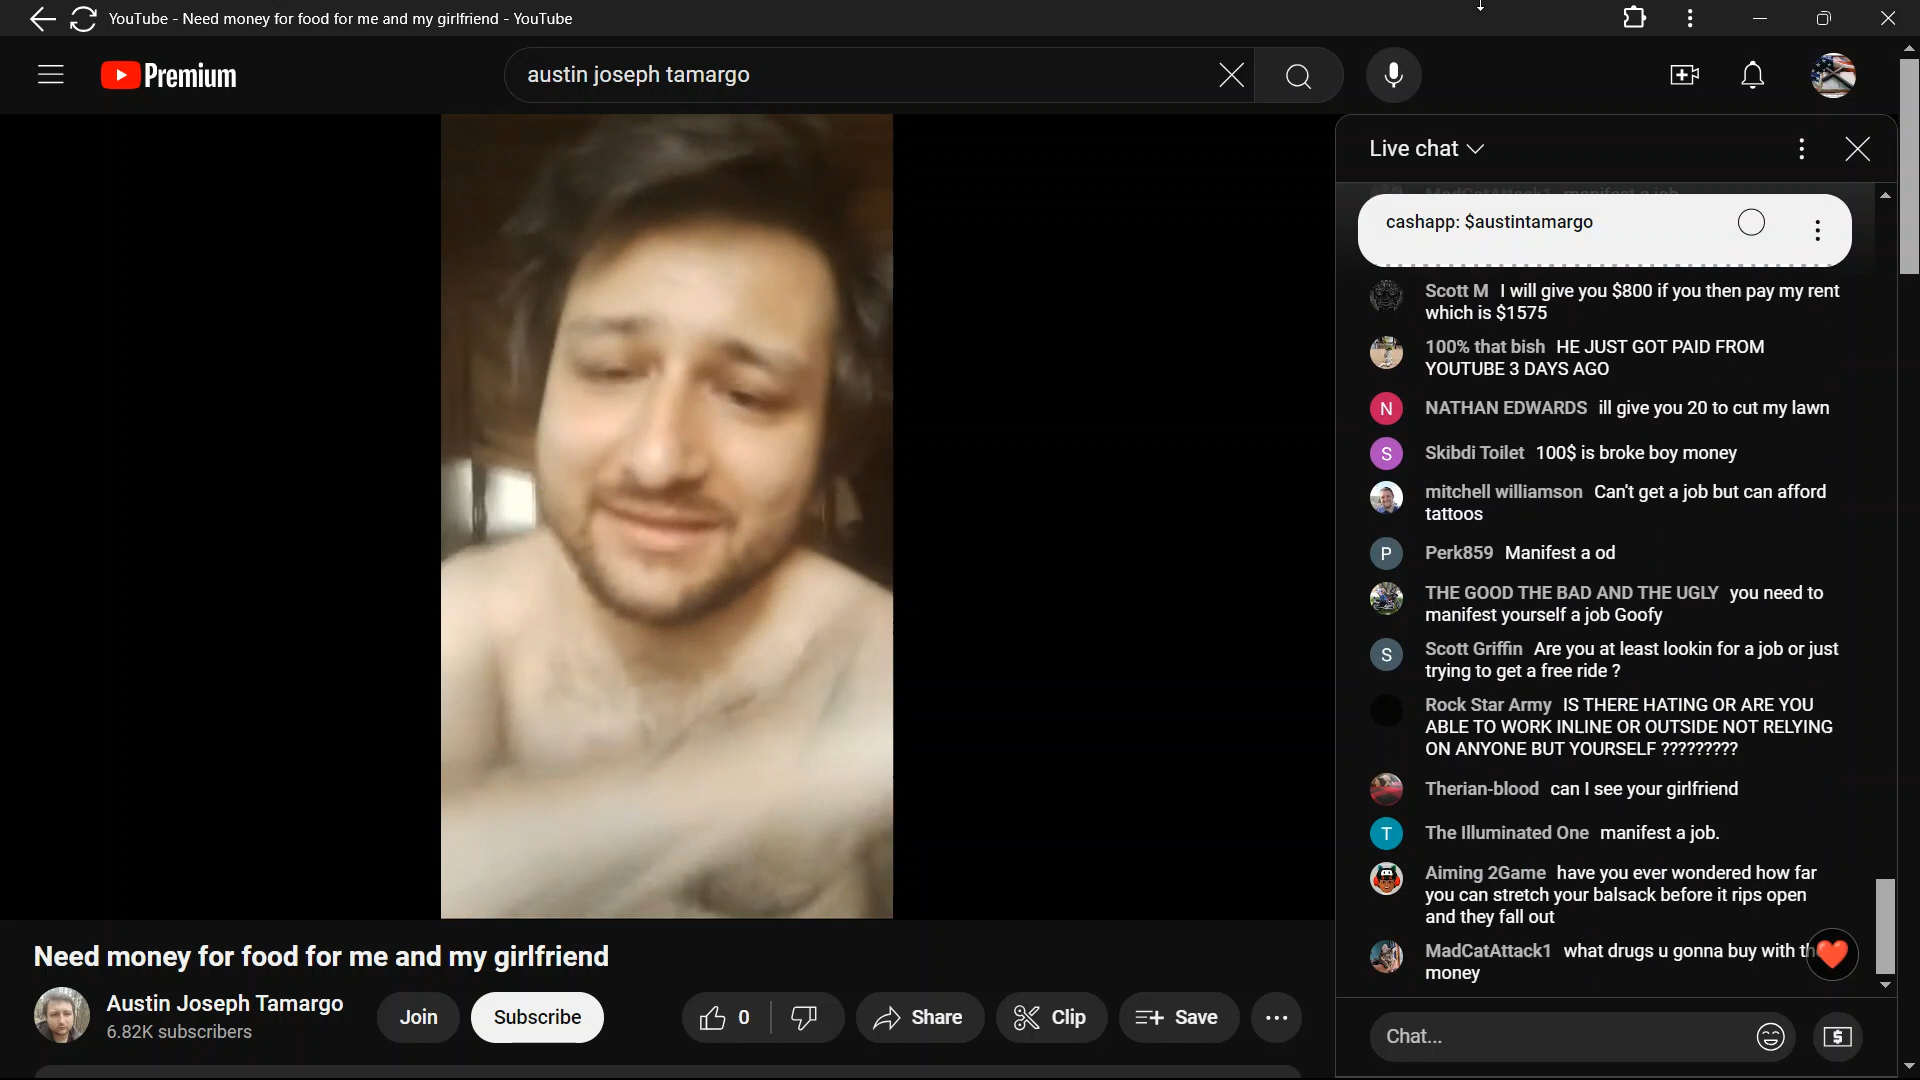 YouTube - Need money for food for me and my girlfriend - YouTube
Premium
austin joseph tamargo
Live chat
MadCatAttack1 manifest a job
cashapp: $austintamargo
Scott M I will give you $800 if you then pay my rent
which is $1575
100% that bish HE JUST GOT PAID FROM
YOUTUBE 3 DAYS AGO
N
NATHAN EDWARDS ill give you 20 to cut my lawn
S
Skibdi Toilet 100$ is broke boy money
mitchell williamson Can't get a job but can afford
tattoos
P
Perk859 Manifest a od
THE GOOD THE BAD AND THE UGLY you need to
manifest yourself a job Goofy
S
Scott Griffin Are you at least lookin for a job or just
trying to get a free ride ?
Rock Star Army IS THERE HATING OR ARE YOU
ABLE TO WORK INLINE OR OUTSIDE NOT RELYING
ON ANYONE BUT YOURSELF ?????????
Therian-blood can I see your girlfriend
T
The Illuminated One manifest a job.
Aiming 2Game have you ever wondered how far
you can stretch your balsack before it rips open
and they fall out
MadCatAttack1 what drugs u gonna buy with
money
Chat...
$
Need money for food for me and my girlfriend
Austin Joseph Tamargo
6.82K subscribers
Join
Subscribe
0
Share
Clip
Save